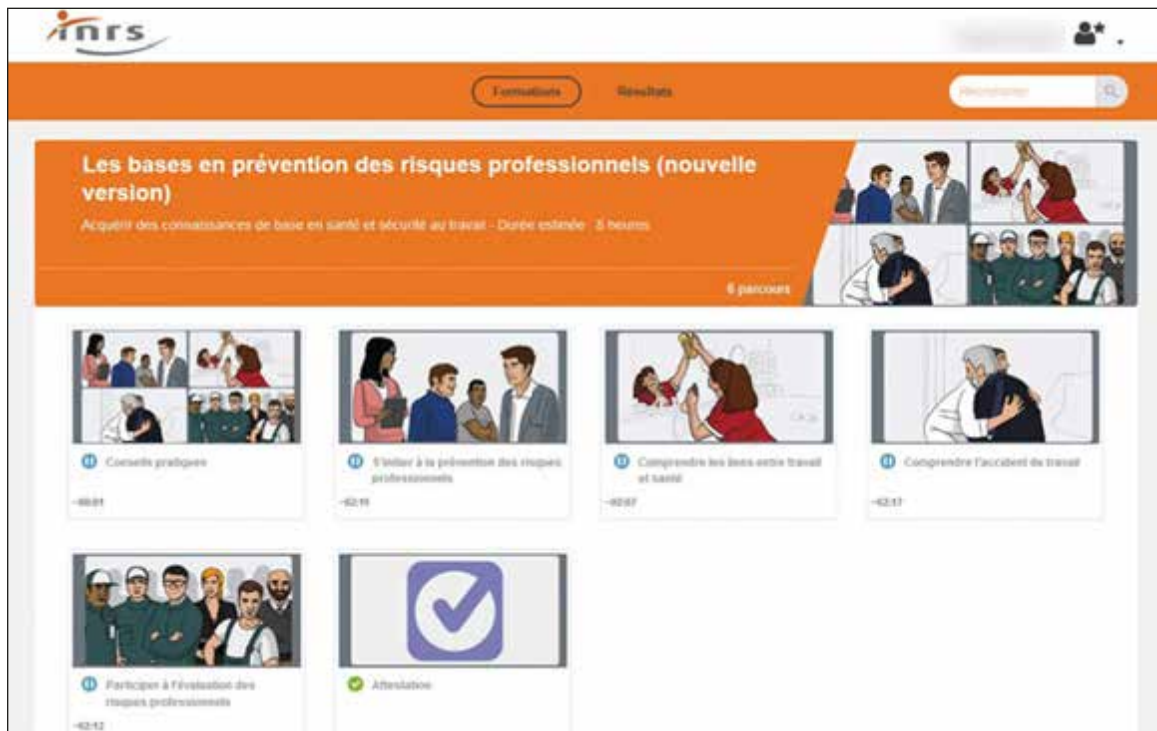 inrs
Formations Résultats Rechercher
Les bases en prévention des risques professionnels (nouvelle
version)
Acquérir des connaissances de base en santé et sécurité au travail - Durée estimée : 8 heures
6 parcours
Conseils pratiques
S'initier à la prévention des risques
professionnels
Comprendre les liens entre travail
et santé
Comprendre l'accident de travail
Participer à l'évaluation des
risques professionnels
Attestation